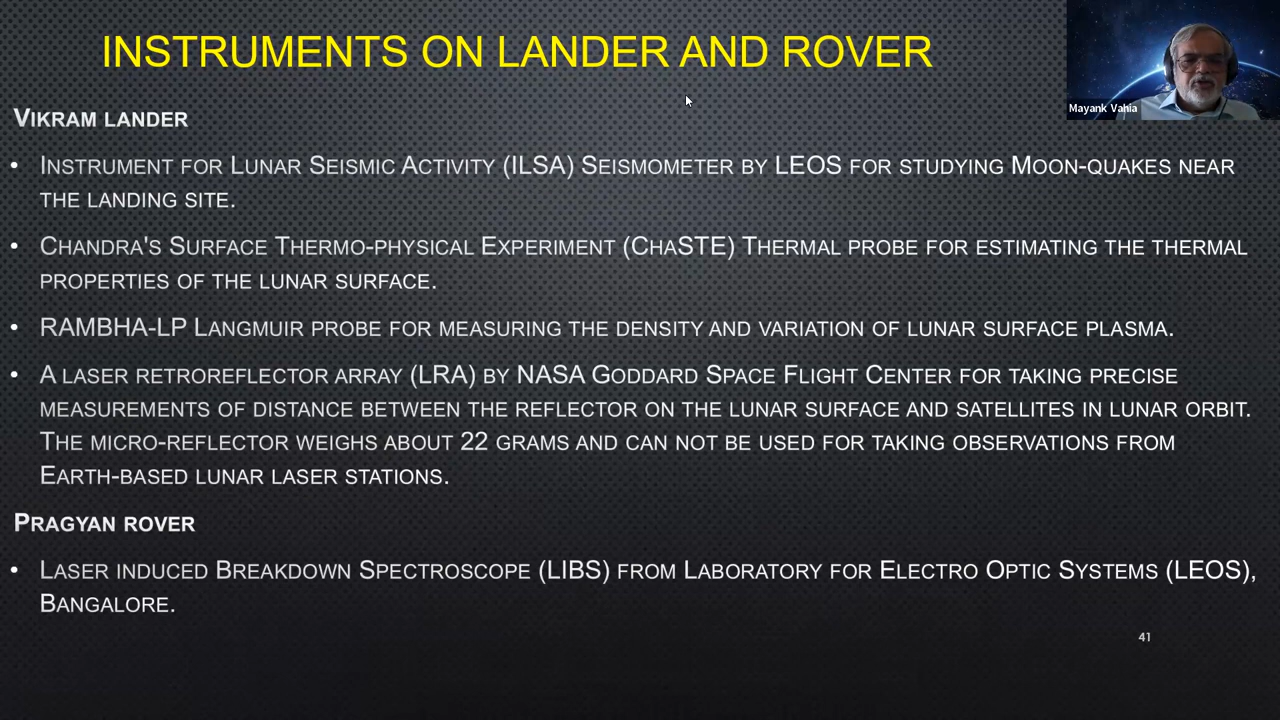 INSTRUMENTS ON LANDER AND ROVER
Mayank Vahia
VIKRAM LANDER
• INSTRUMENT FOR LUNAR SEISMIC ACTIVITY (ILSA) SEISMOMETER BY LEOS FOR STUDYING MOON-QUAKES NEAR
THE LANDING SITE.
• CHANDRA'S SURFACE THERMO-PHYSICAL EXPERIMENT (CHASTE) THERMAL PROBE FOR ESTIMATING THE THERMAL
PROPERTIES OF THE LUNAR SURFACE.
• RAMBHA-LP LANGMUIR PROBE FOR MEASURING THE DENSITY AND VARIATION OF LUNAR SURFACE PLASMA.
• A LASER RETROREFLECTOR ARRAY (LRA) BY NASA GODDARD SPACE FLIGHT CENTER FOR TAKING PRECISE
MEASUREMENTS OF DISTANCE BETWEEN THE REFLECTOR ON THE LUNAR SURFACE AND SATELLITES IN LUNAR ORBIT.
THE MICRO-REFLECTOR WEIGHS ABOUT 22 GRAMS AND CAN NOT BE USED FOR TAKING OBSERVATIONS FROM
EARTH-BASED LUNAR LASER STATIONS.
PRAGYAN ROVER
• LASER INDUCED BREAKDOWN SPECTROSCOPE (LIBS) FROM LABORATORY FOR ELECTRO OPTIC SYSTEMS (LEOS),
BANGALORE.
41